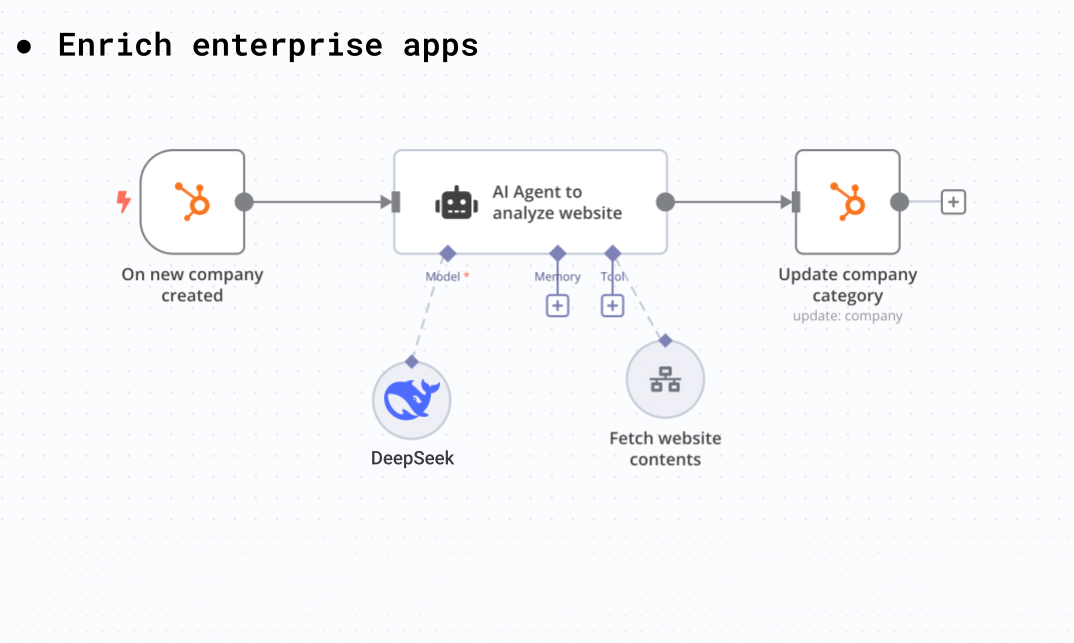 ● Enrich enterprise apps
AI Agent to
analyze website
On new company
created
Model *
Memory
Tool
Update company
category
update: company
DeepSeek
Fetch website
contents